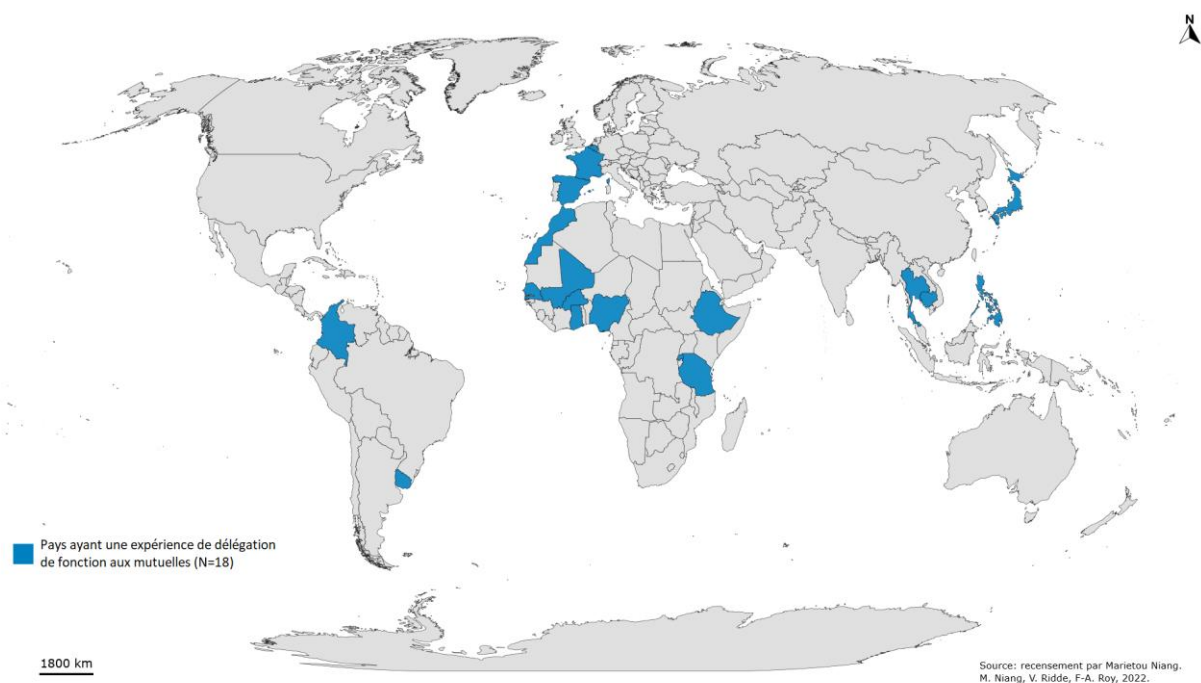 N
Pays ayant une expérience de délégation
de fonction aux mutuelles (N=18)
1800 km
Source: recensement par Marietou Niang.
M. Niang, V. Ridde, F-A. Roy, 2022.